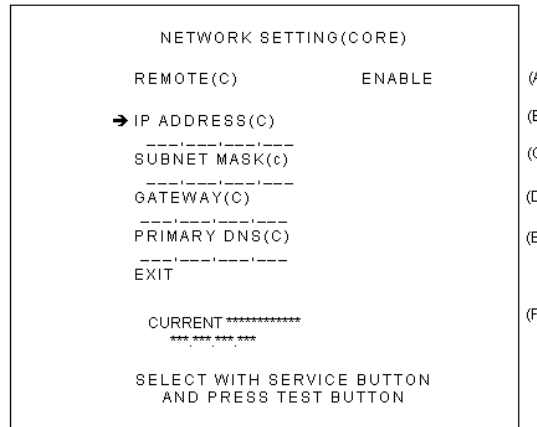 NETWORK SETTING(CORE)
REMOTE(C) ENABLE (A
➔ IP ADDRESS(C) (B
___.___.___.___
SUBNET MASK(c) (C
___.___.___.___
GATEWAY(C) (D
___.___.___.___
PRIMARY DNS(C) (E
___.___.___.___
EXIT
CURRENT ************ (F
***.***.***.***
SELECT WITH SERVICE BUTTON
AND PRESS TEST BUTTON